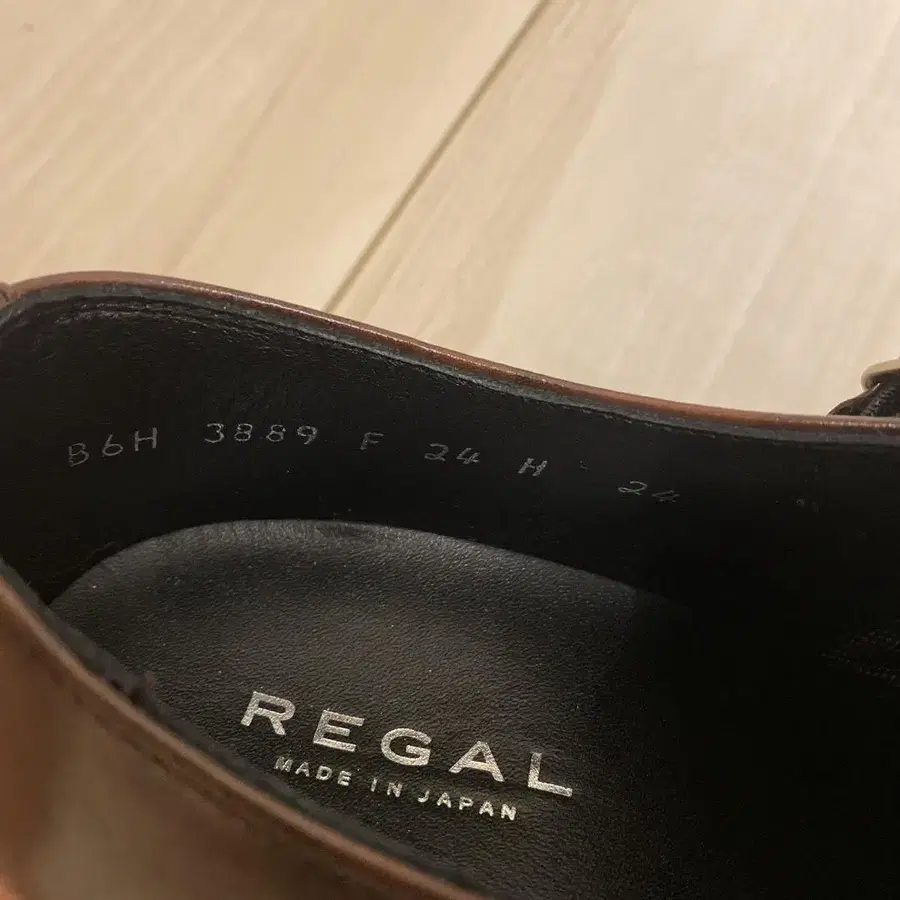 B6H 3889 F 24 H 24
REGAL
MADE IN JAPAN